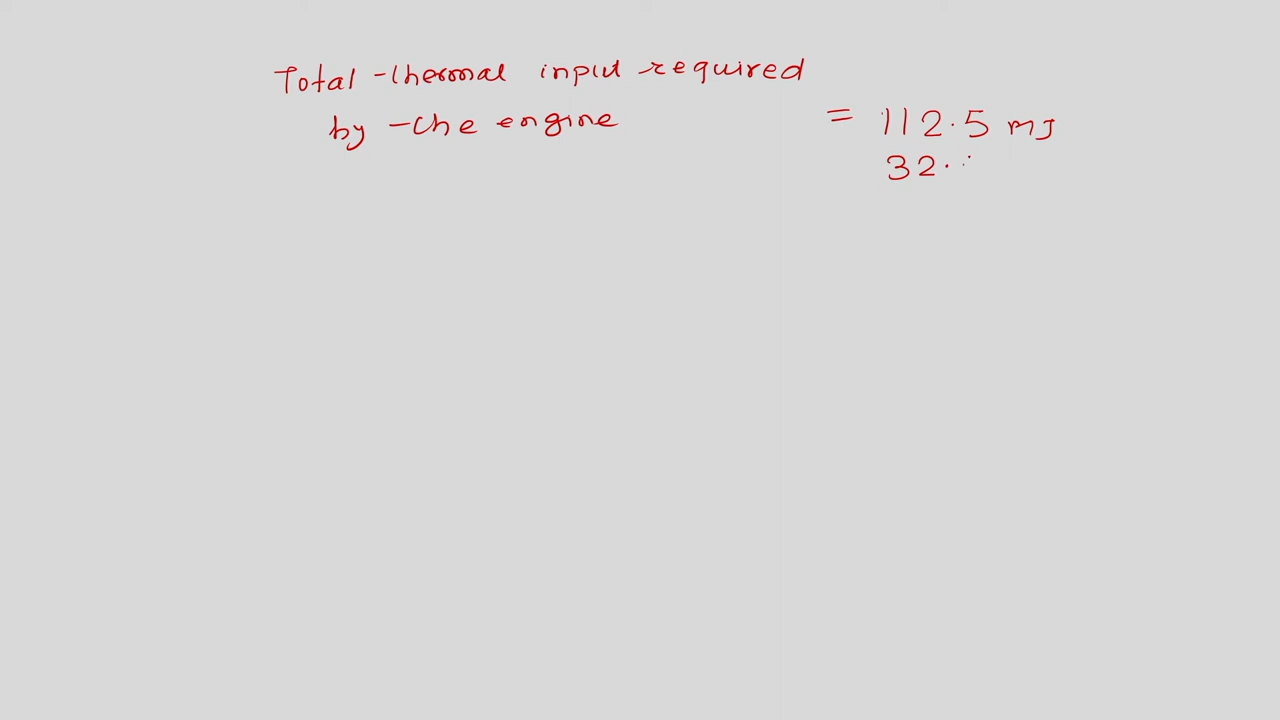 Total thermal input required
by the engine = 112.5 MJ
32.